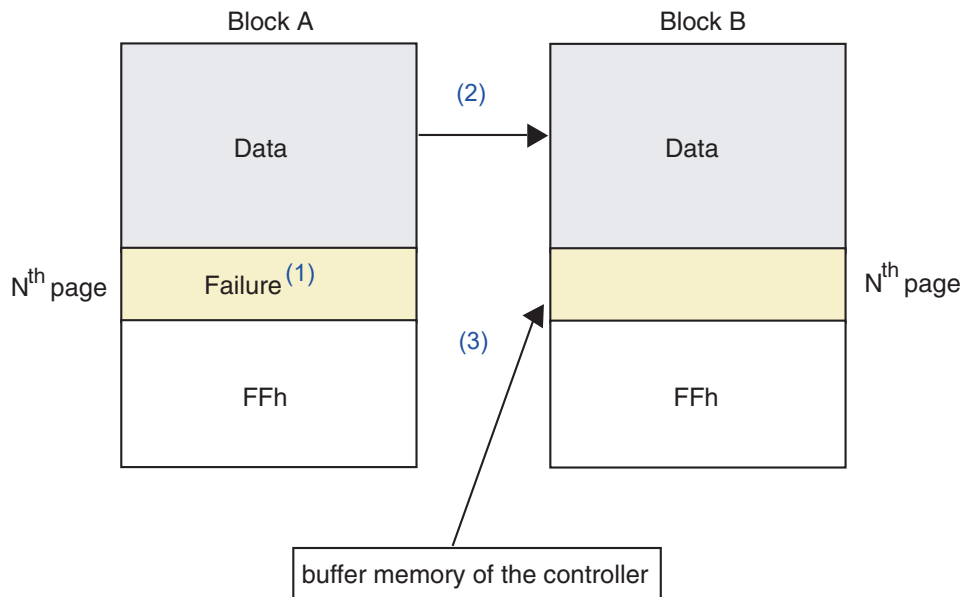 Block A
Block B
(2)
Data
Data
Nth page
Failure(1)
Nth page
(3)
FFh
FFh
buffer memory of the controller